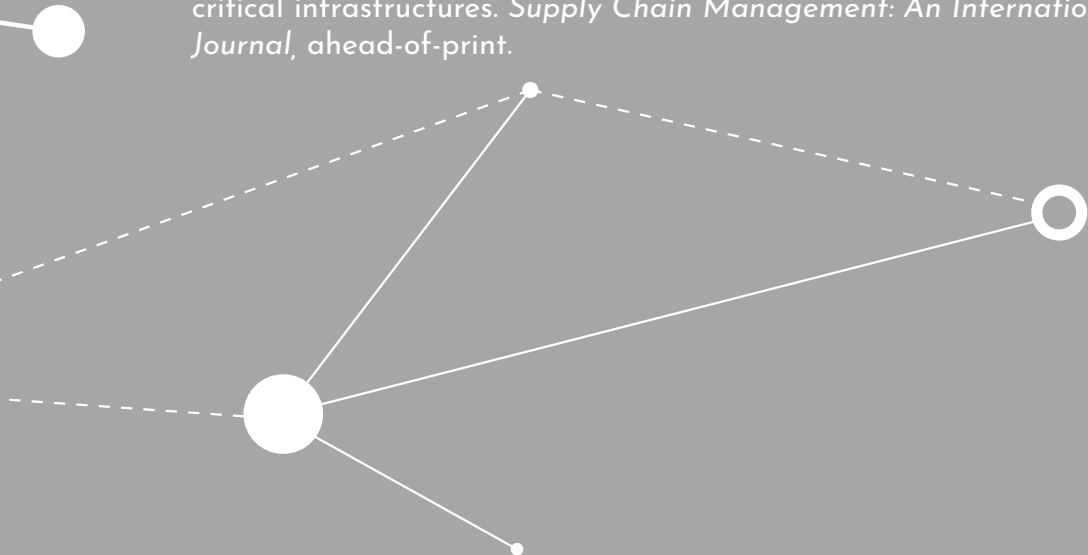 critical infrastructures. Supply Chain Management: An Internatio
Journal, ahead-of-print.